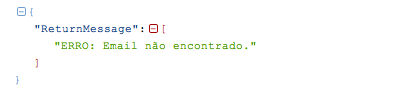 {
"ReturnMessage":[
"ERRO: Email não encontrado."
]
}